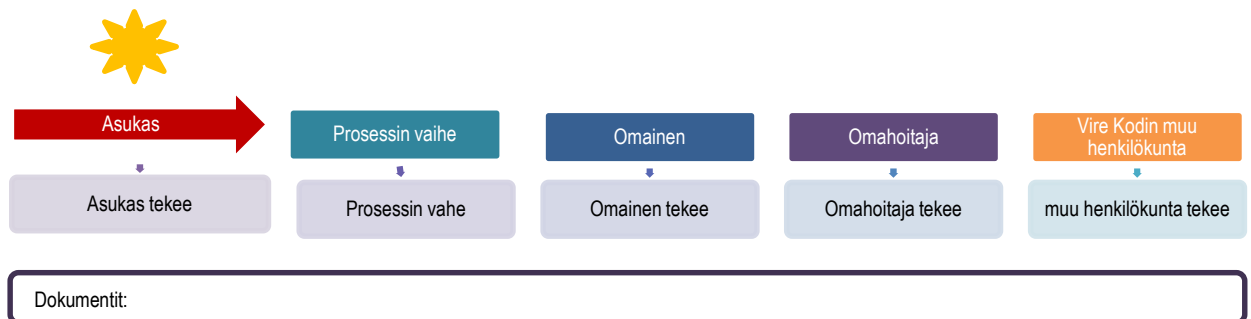 Asukas
Prosessin vaihe
Omainen
Omahoitaja
Vire Kodin muu
henkilökunta
Asukas tekee
Prosessin vahe
Omainen tekee
Omahoitaja tekee
muu henkilökunta tekee
Dokumentit: